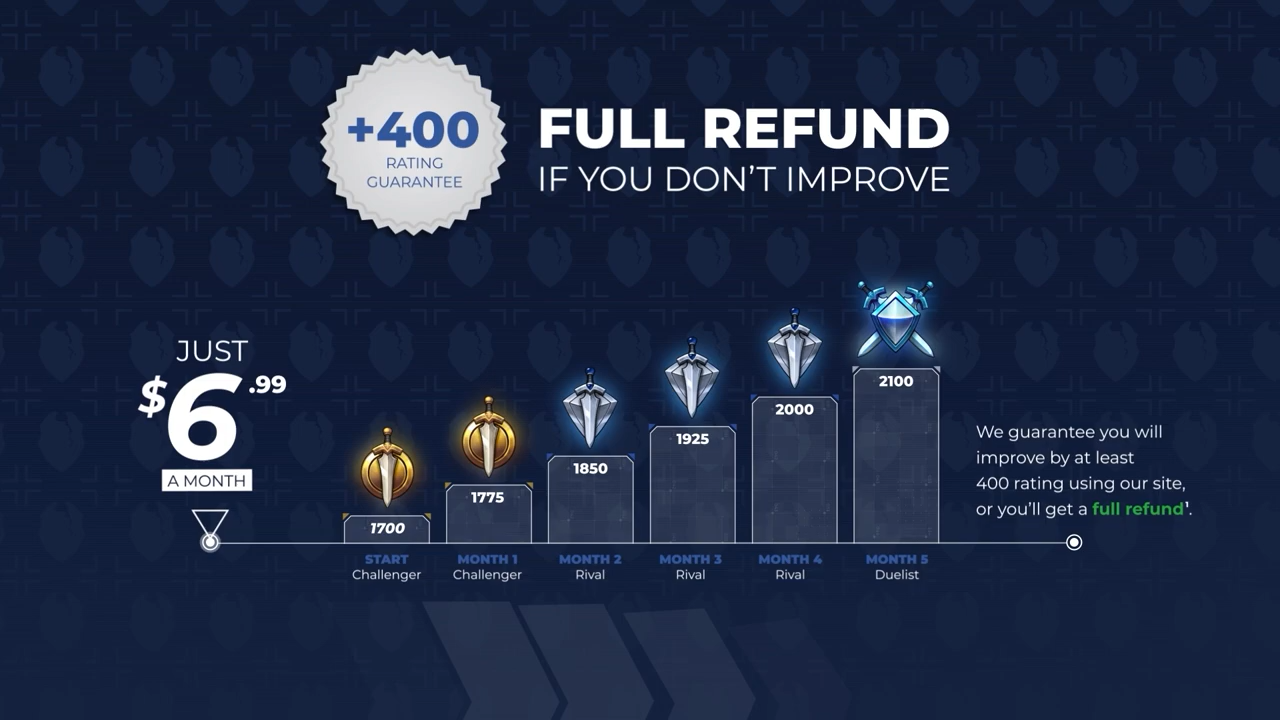 +400
RATING
GUARANTEE
FULL REFUND
IF YOU DON'T IMPROVE
JUST
$6.99
A MONTH
1700
1775
1850
1925
2000
2100
START
Challenger
MONTH 1
Challenger
MONTH 2
Rival
MONTH 3
Rival
MONTH 4
Rival
MONTH 5
Duelist
We guarantee you will
improve by at least
400 rating using our site,
or you'll get a full refund¹.